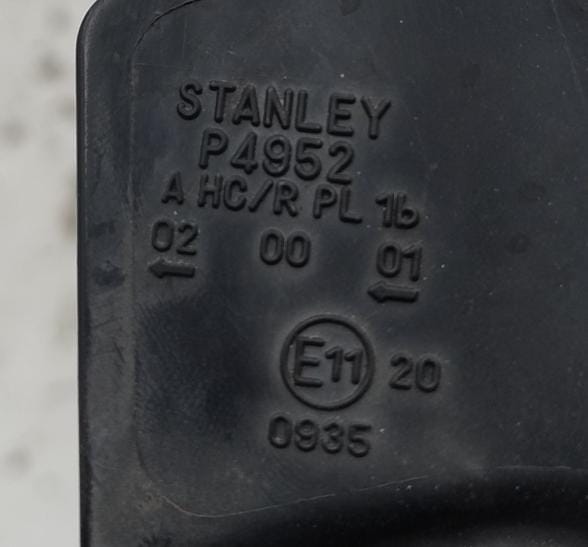 STANLEY
P4952
A HC/R PL 1b
02 00 01
← ←
E11 20
0935